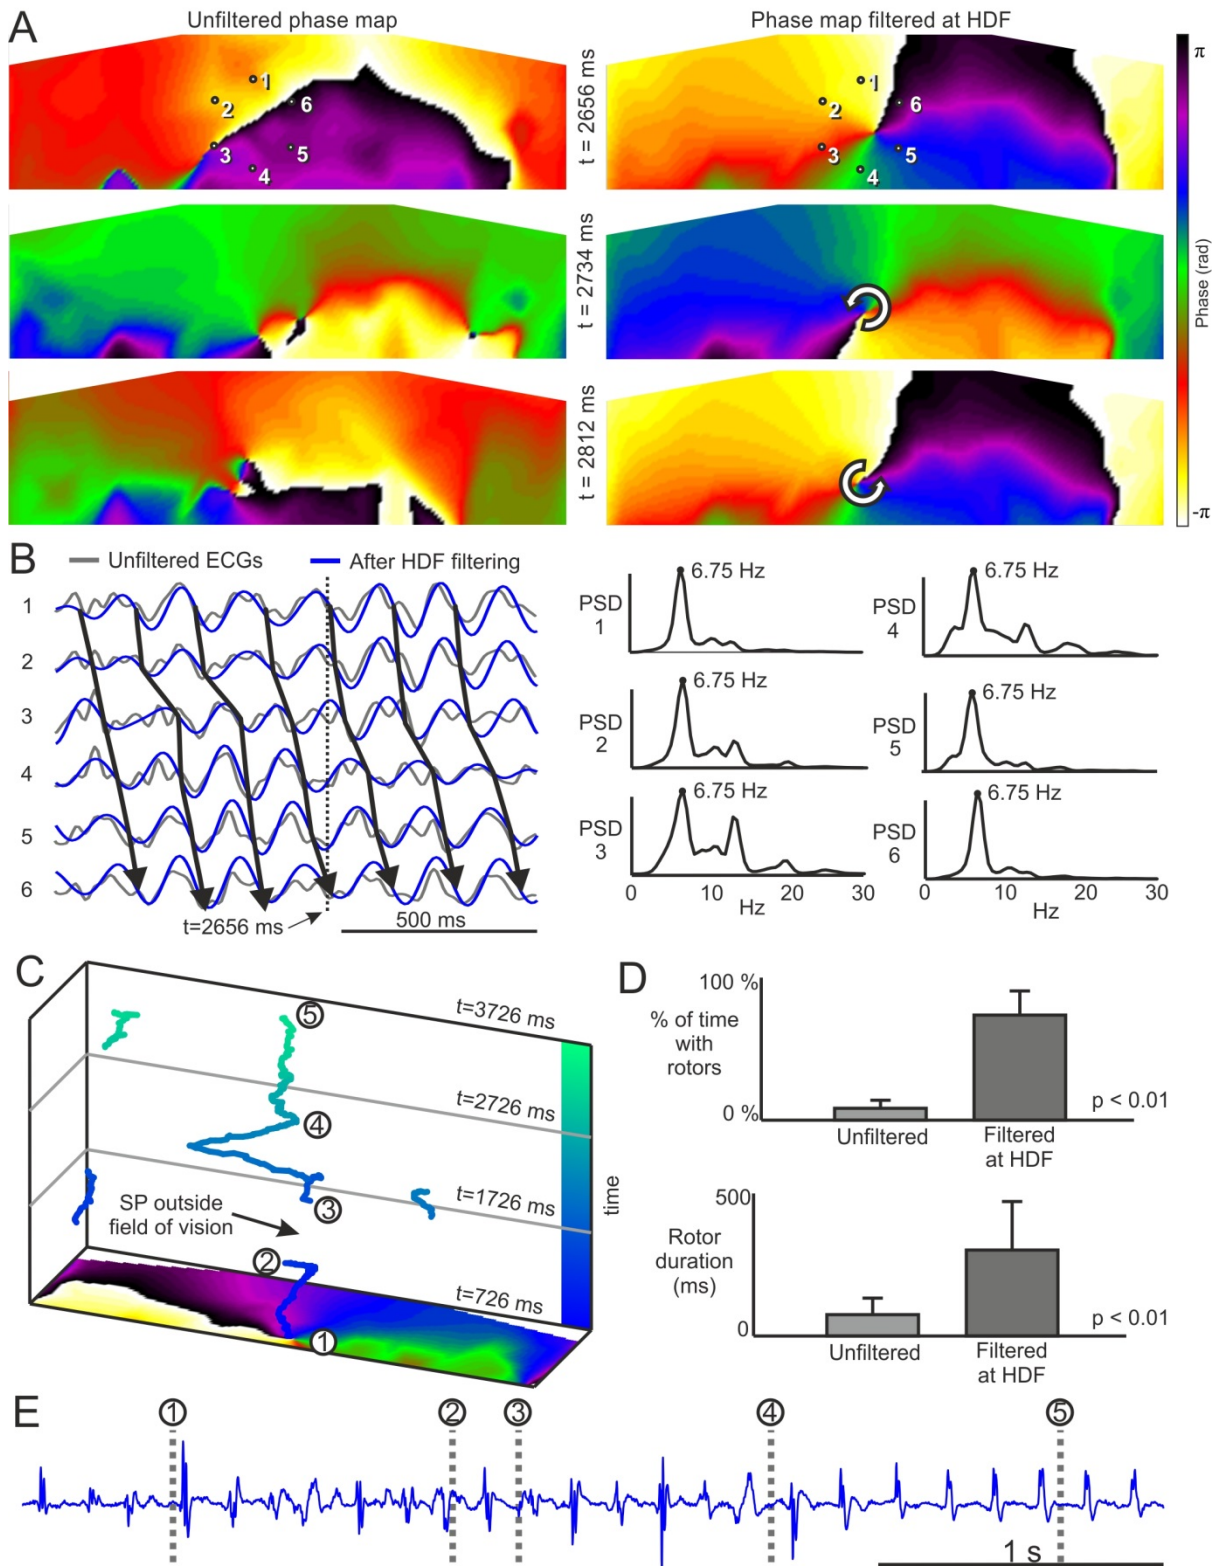 A
Unfiltered phase map
Phase map filtered at HDF
1
2
3
4
5
6
t = 2656 ms
1
2
3
4
5
6
π
Phase (rad)
-π
t = 2734 ms
t = 2812 ms
B
Unfiltered ECGs
After HDF filtering
1
2
3
4
5
6
t=2656 ms
500 ms
PSD 1
6.75 Hz
30
PSD 4
6.75 Hz
30
PSD 2
6.75 Hz
30
PSD 5
6.75 Hz
30
PSD 3
6.75 Hz
0 10 20 30
Hz
PSD 6
6.75 Hz
0 10 20 30
Hz
C
t=3726 ms
t=2726 ms
t=1726 ms
t=726 ms
time
5
4
3
SP outside
field of vision
2
1
D
100 %
% of time
with
rotors
0 %
Unfiltered
Filtered
at HDF
p < 0.01
500
Rotor
duration
(ms)
0
Unfiltered
Filtered
at HDF
p < 0.01
E
1
2
3
4
5
1 s